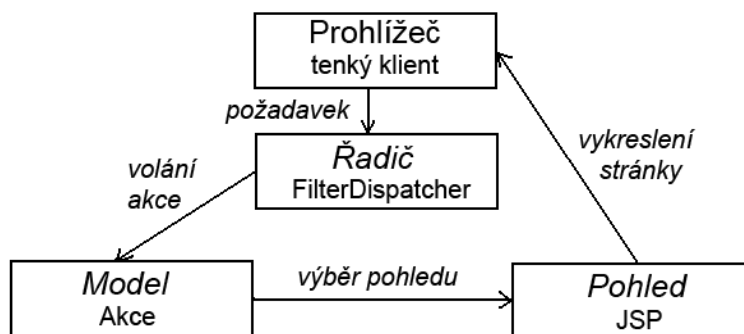 Prohlížeč
tenký klient
požadavek
vykreslení
stránky
Řadič
FilterDispatcher
volání
akce
Model
Akce
výběr pohledu
Pohled
JSP